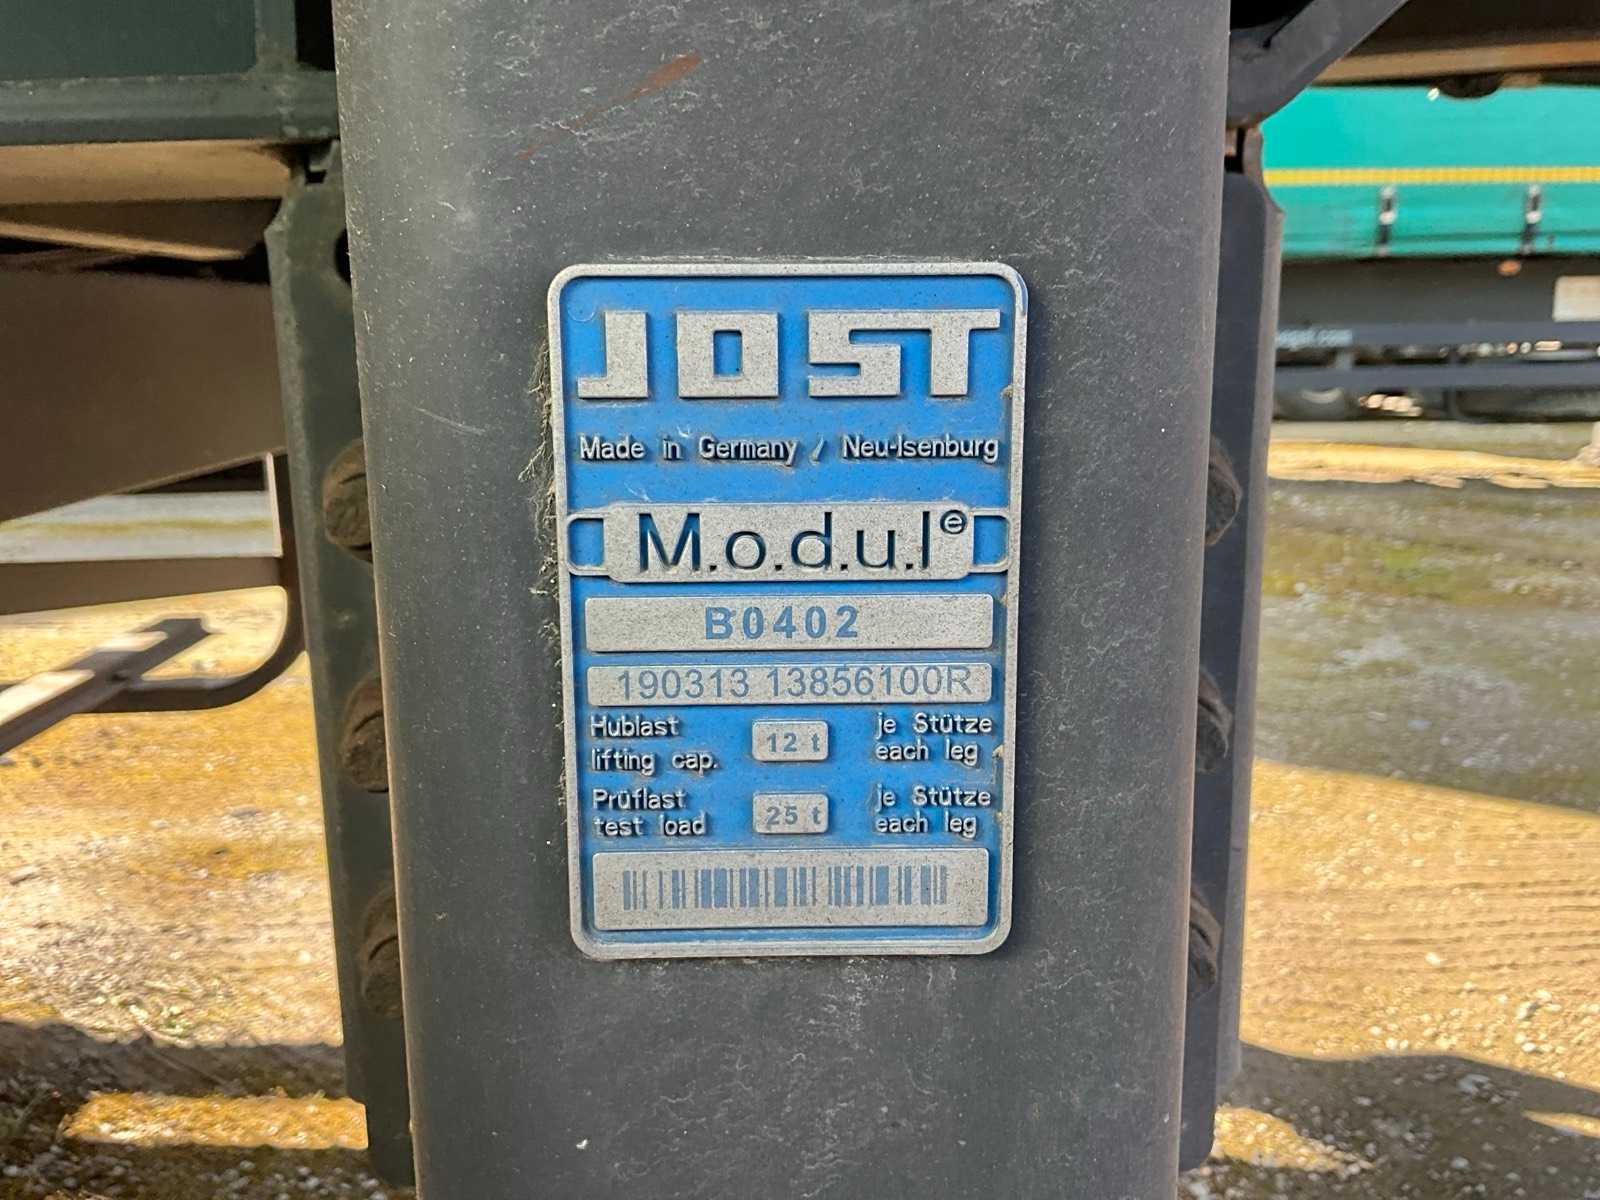 JOST
Made in Germany / Neu-Isenburg
M.o.d.u.l e
B0402
190313 13856100R
Hublast 12 t je Stütze
lifting cap. each leg
Prüflast 25 t je Stütze
test load each leg